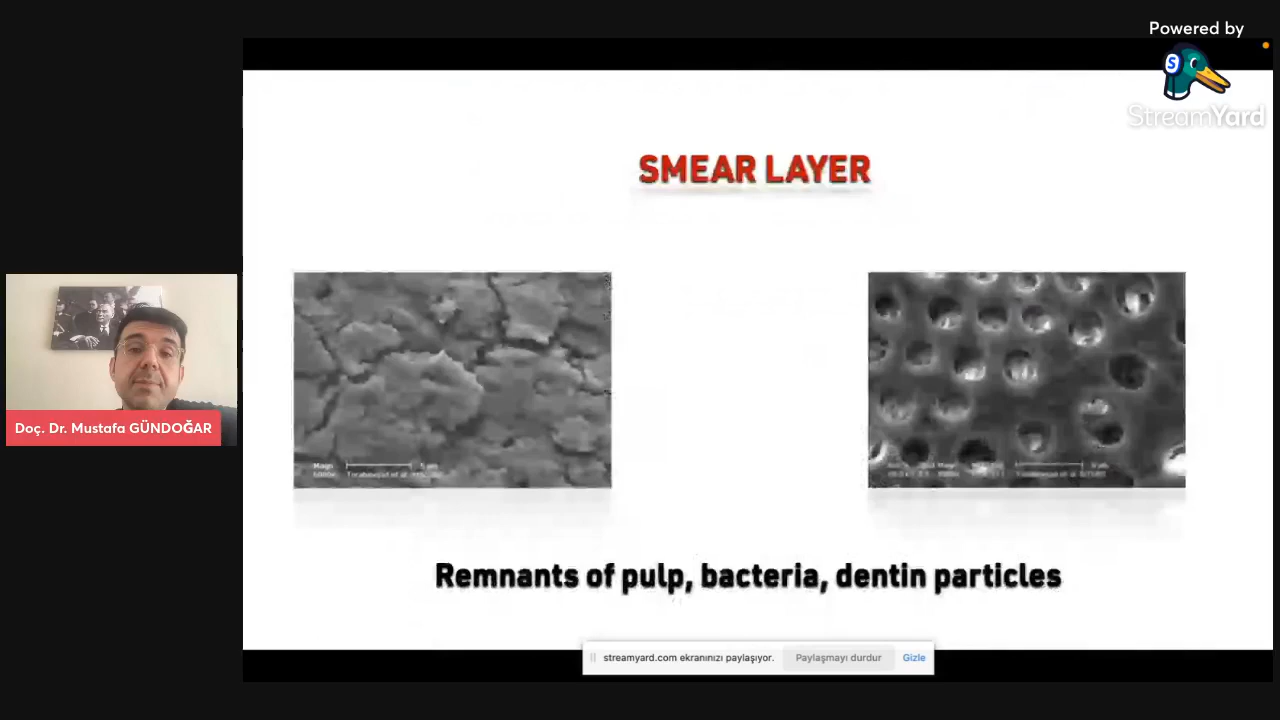 Powered by
StreamYard
SMEAR LAYER
Doç. Dr. Mustafa GÜNDOĞAR
Remnants of pulp, bacteria, dentin particles
streamyard.com ekranınızı paylaşıyor.
Paylaşmayı durdur
Gizle